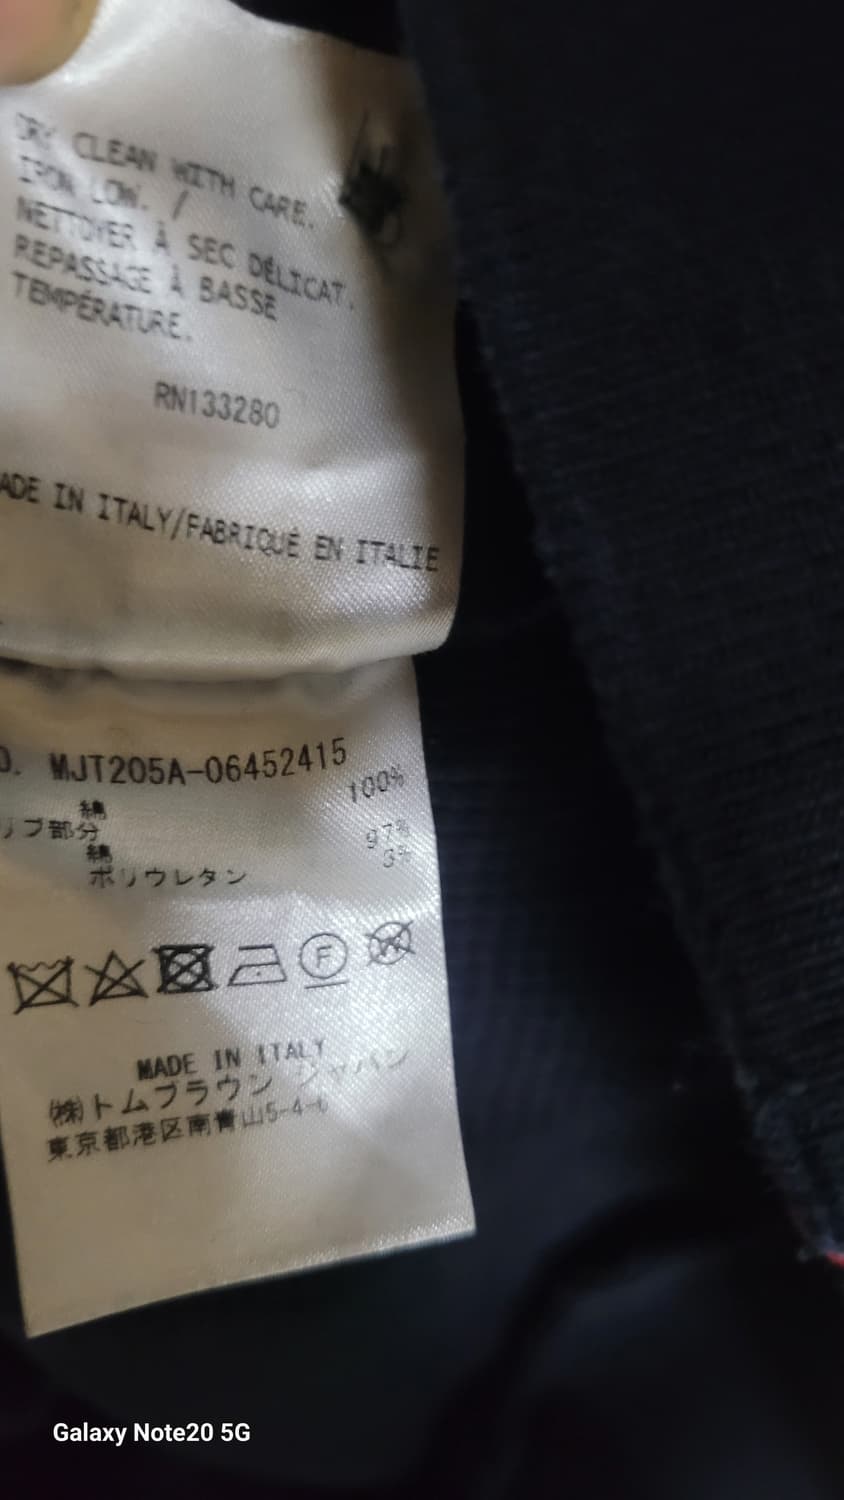 DRY CLEAN WITH CARE.
IRON LOW. /
NETTOYER À SEC DÉLICAT.
REPASSAGE À BASSE
TEMPÉRATURE.
RN133280
ADE IN ITALY/FABRIQUÉ EN ITALIE
O. MJT205A-06452415
綿 100%
リブ部分
綿 97%
ポリウレタン 3%
F
W
MADE IN ITALY
㈱トムブラウン ジャパン
東京都港区南青山5-4-6
Galaxy Note20 5G